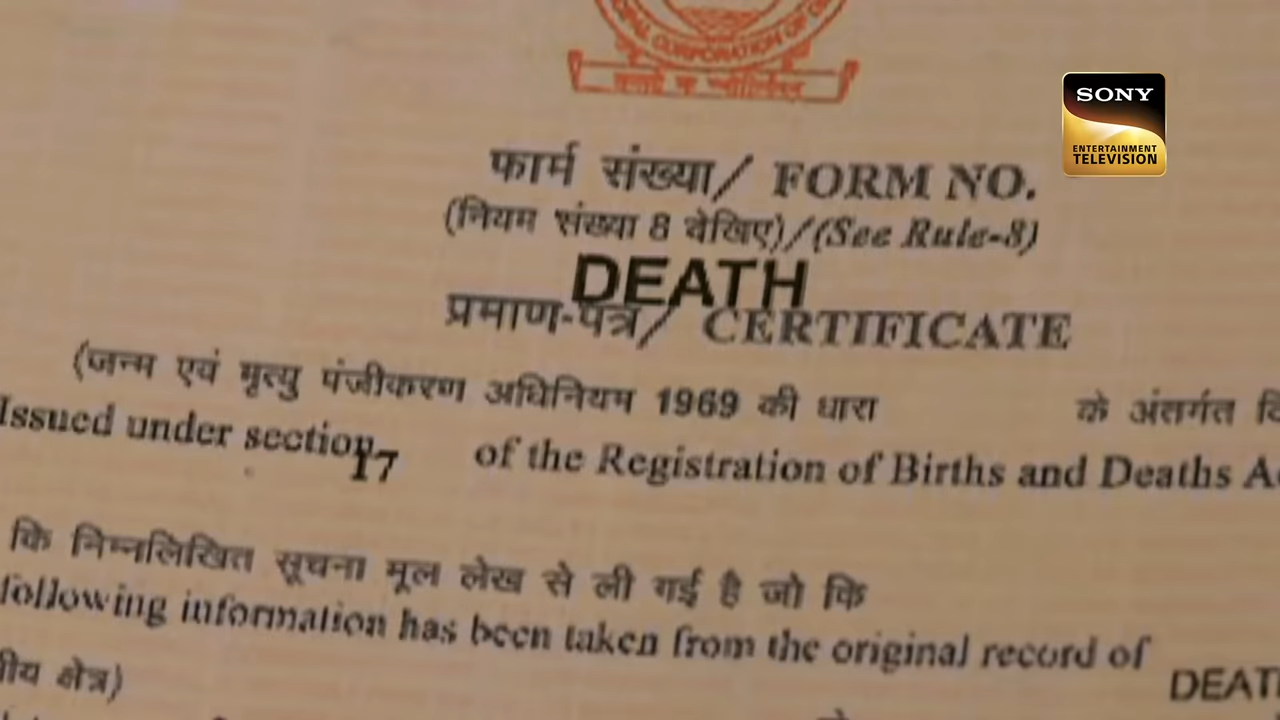 CORPORATION OF
SONY
ENTERTAINMENT
TELEVISION
फार्म संख्या/ FORM NO.
(नियम संख्या 8 देखिए)/(See Rule-8)
DEATH
प्रमाण-पत्र/ CERTIFICATE
(जन्म एवं मृत्यु पंजीकरण अधिनियम 1969 की धारा के अंतर्गत
Issued under section 17 of the Registration of Births and Deaths
कि निम्नलिखित सूचना मूल लेख से ली गई है जो कि
following information has been taken from the original record of
DEAT
क्षेत्र)